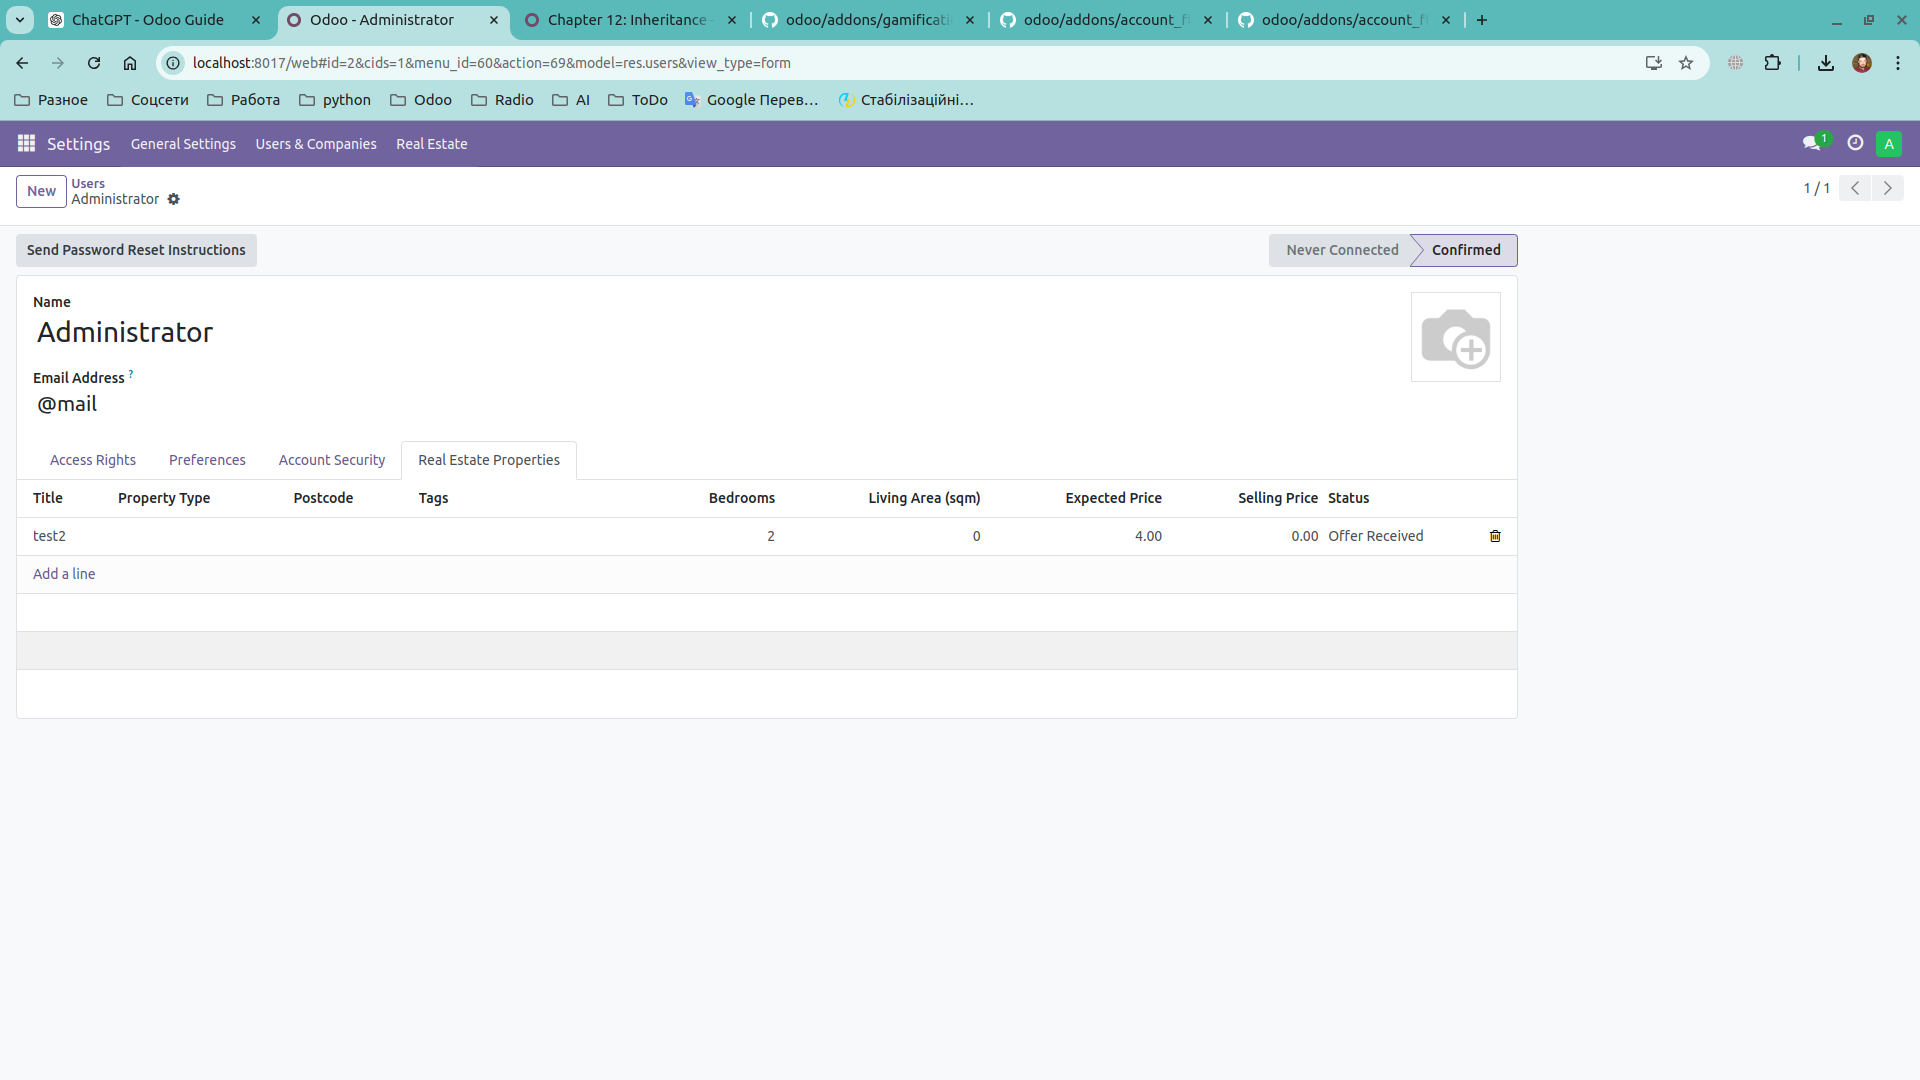 ChatGPT - Odoo Guide
Odoo - Administrator
Chapter 12: Inheritance
odoo/addons/gamificati
odoo/addons/account_f
odoo/addons/account_f
localhost:8017/web#id=2&cids=1&menu_id=60&action=69&model=res.users&view_type=form
Разное
Соцсети
Работа
python
Odoo
Radio
AI
ToDo
Google Перев…
Стабілізаційні…
Settings
General Settings
Users & Companies
Real Estate
1
A
New
Users
Administrator
1 / 1
Send Password Reset Instructions
Never Connected
Confirmed
Name
Administrator
Email Address ?
@mail
Access Rights
Preferences
Account Security
Real Estate Properties
Title Property Type Postcode Tags Bedrooms Living Area (sqm) Expected Price Selling Price Status
test2 2 0 4.00 0.00 Offer Received
Add a line